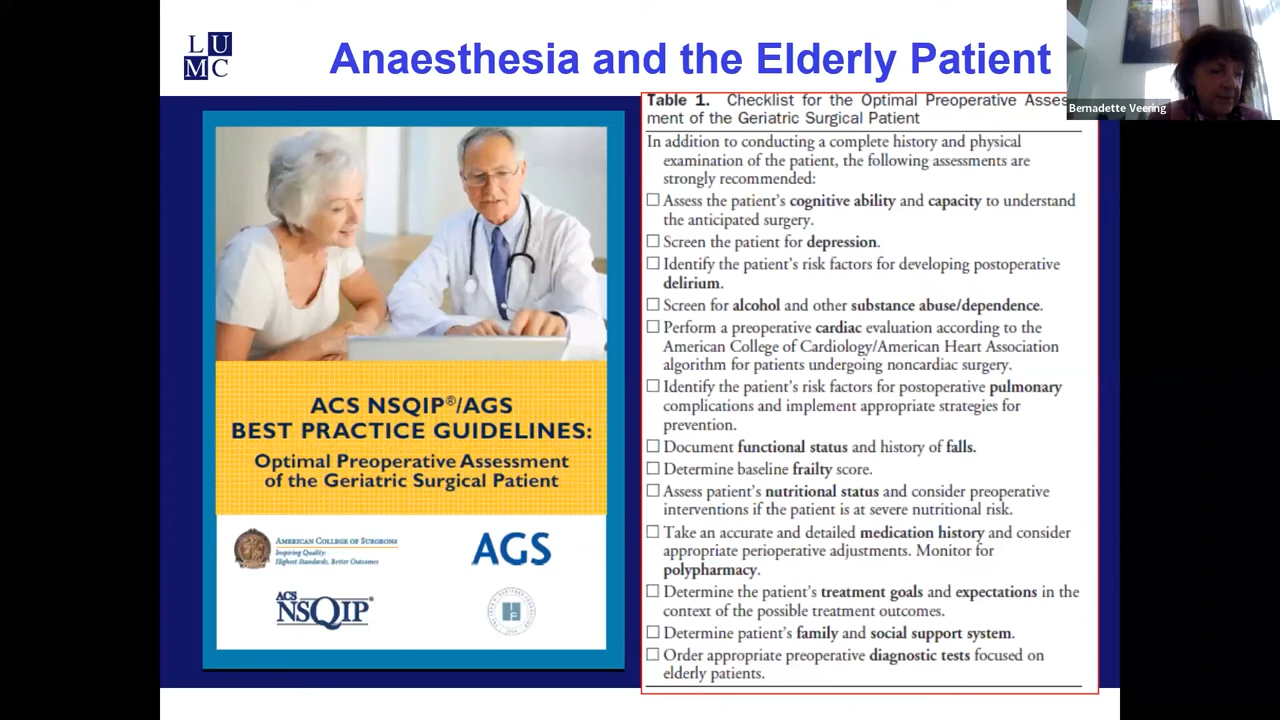 L U
M C
Anaesthesia and the Elderly Patient
Bernadette Veering
ACS NSQIP®/AGS
BEST PRACTICE GUIDELINES:
Optimal Preoperative Assessment
of the Geriatric Surgical Patient
AMERICAN COLLEGE OF SURGEONS
Inspiring Quality:
Highest Standards, Better Outcomes
AGS
ACS
NSQIP®
Table 1. Checklist for the Optimal Preoperative Asses
ment of the Geriatric Surgical Patient
In addition to conducting a complete history and physical
examination of the patient, the following assessments are
strongly recommended:
Assess the patient's cognitive ability and capacity to understand
the anticipated surgery.
Screen the patient for depression.
Identify the patient's risk factors for developing postoperative
delirium.
Screen for alcohol and other substance abuse/dependence.
Perform a preoperative cardiac evaluation according to the
American College of Cardiology/American Heart Association
algorithm for patients undergoing noncardiac surgery.
Identify the patient's risk factors for postoperative pulmonary
complications and implement appropriate strategies for
prevention.
Document functional status and history of falls.
Determine baseline frailty score.
Assess patient's nutritional status and consider preoperative
interventions if the patient is at severe nutritional risk.
Take an accurate and detailed medication history and consider
appropriate perioperative adjustments. Monitor for
polypharmacy.
Determine the patient's treatment goals and expectations in the
context of the possible treatment outcomes.
Determine patient's family and social support system.
Order appropriate preoperative diagnostic tests focused on
elderly patients.